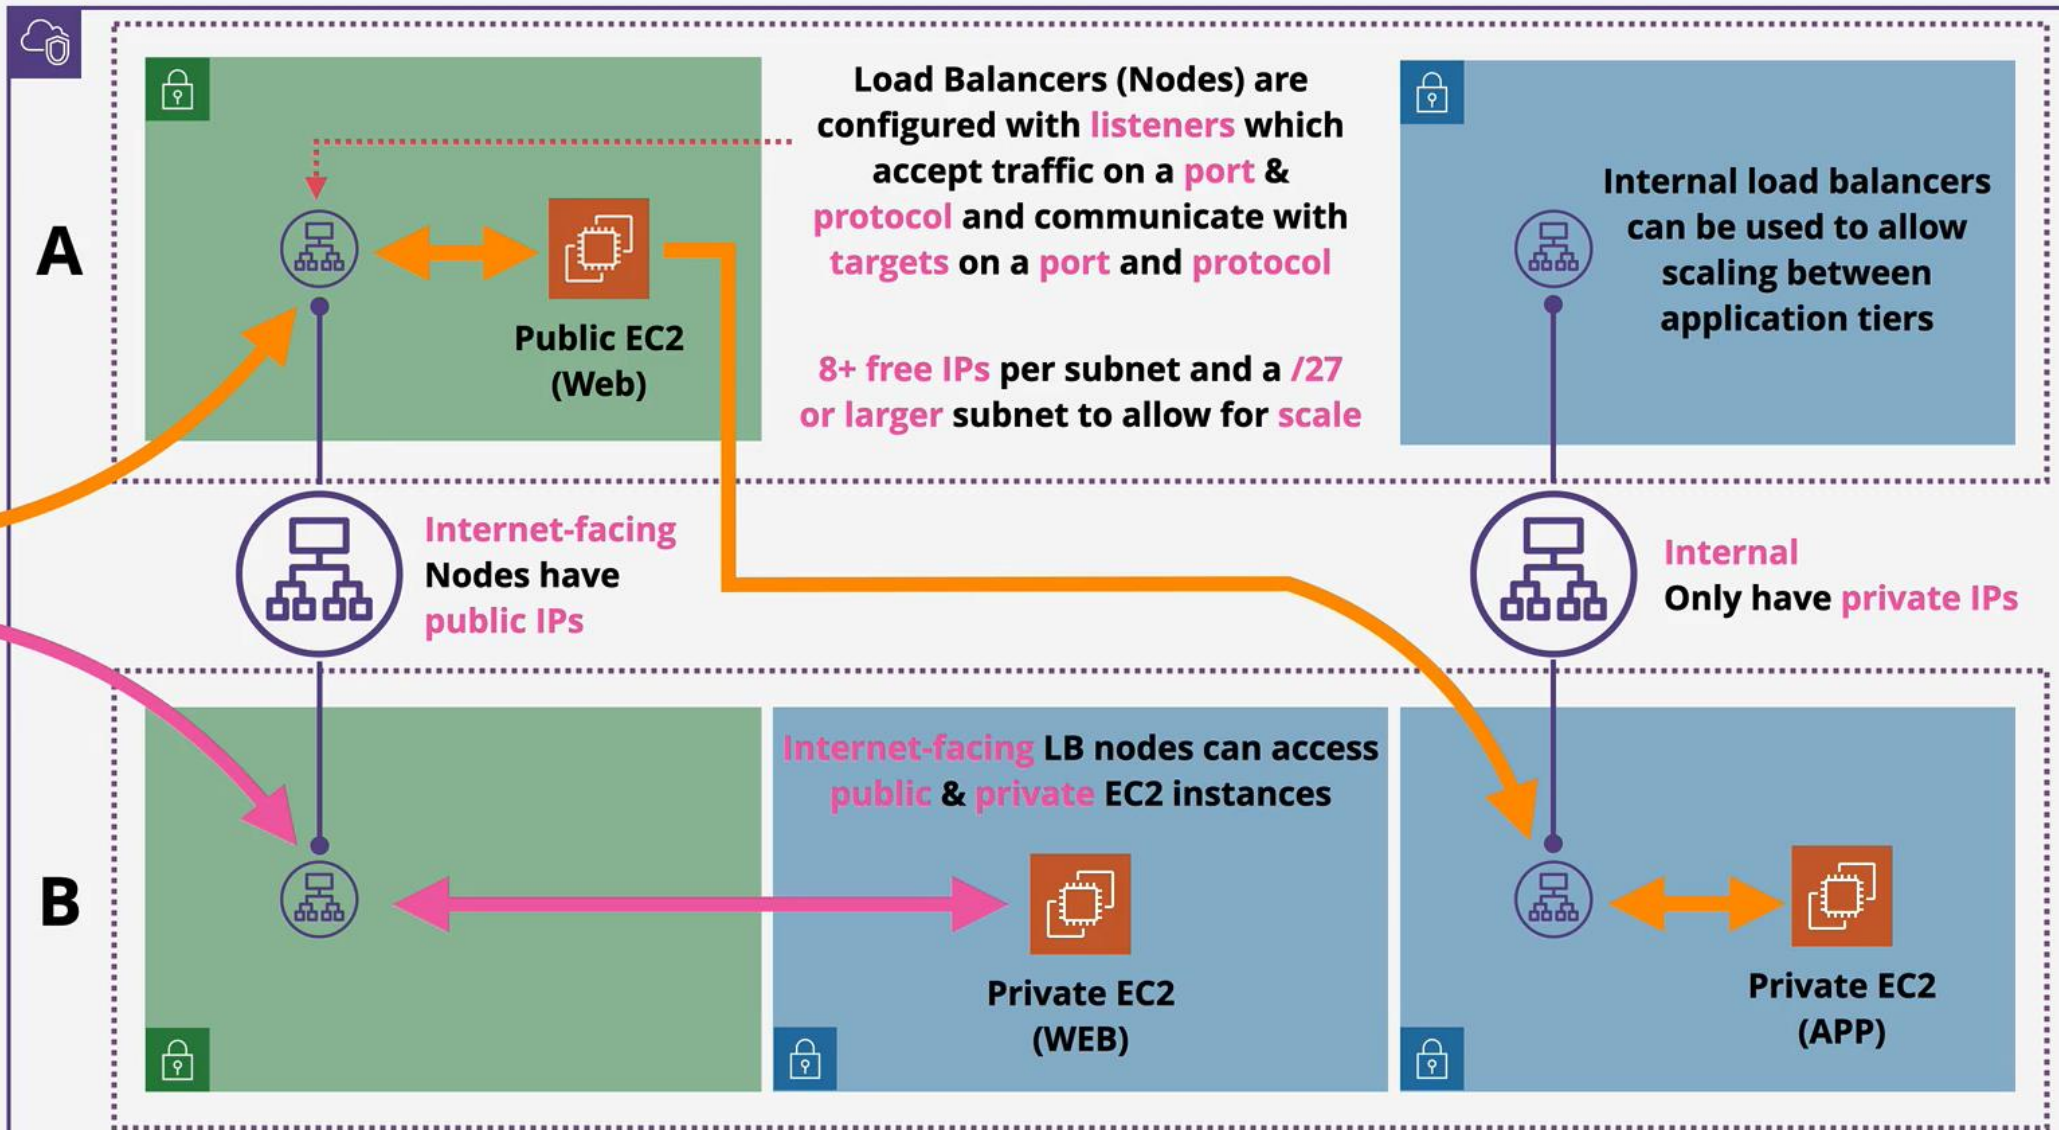 A
Load Balancers (Nodes) are
configured with listeners which
accept traffic on a port &
protocol and communicate with
targets on a port and protocol
8+ free IPs per subnet and a /27
or larger subnet to allow for scale
Public EC2
(Web)
Internal load balancers
can be used to allow
scaling between
application tiers
Internet-facing
Nodes have
public IPs
Internal
Only have private IPs
B
Internet-facing LB nodes can access
public & private EC2 instances
Private EC2
(WEB)
Private EC2
(APP)